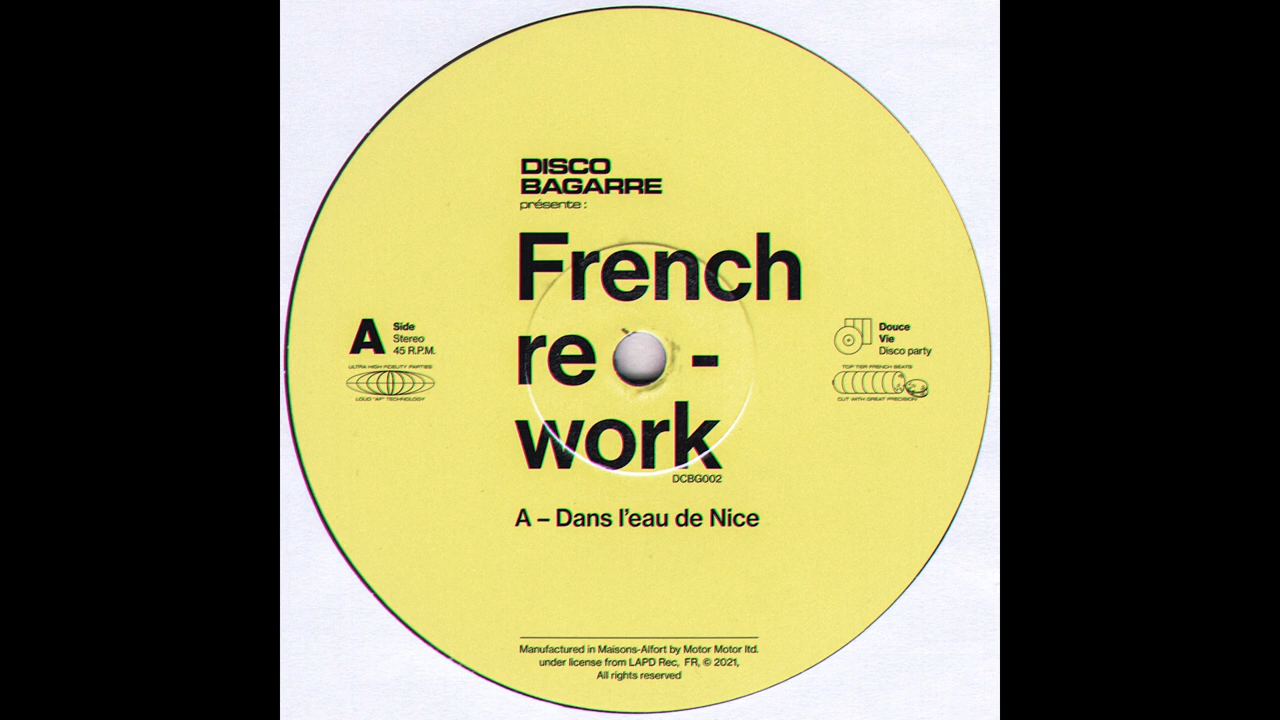 DISCO
BAGARRE
présente :
French
re -
work
DCBG002
A
Side
Stereo
45 R.P.M.
ULTRA HIGH FIDELITY PARTIES
LOUD "AF" TECHNOLOGY
Douce
Vie
Disco party
TOP TIER FRENCH BEATS
CUT WITH GREAT PRECISION
A – Dans l'eau de Nice
Manufactured in Maisons-Alfort by Motor Motor ltd.
under license from LAPD Rec, FR, © 2021,
All rights reserved